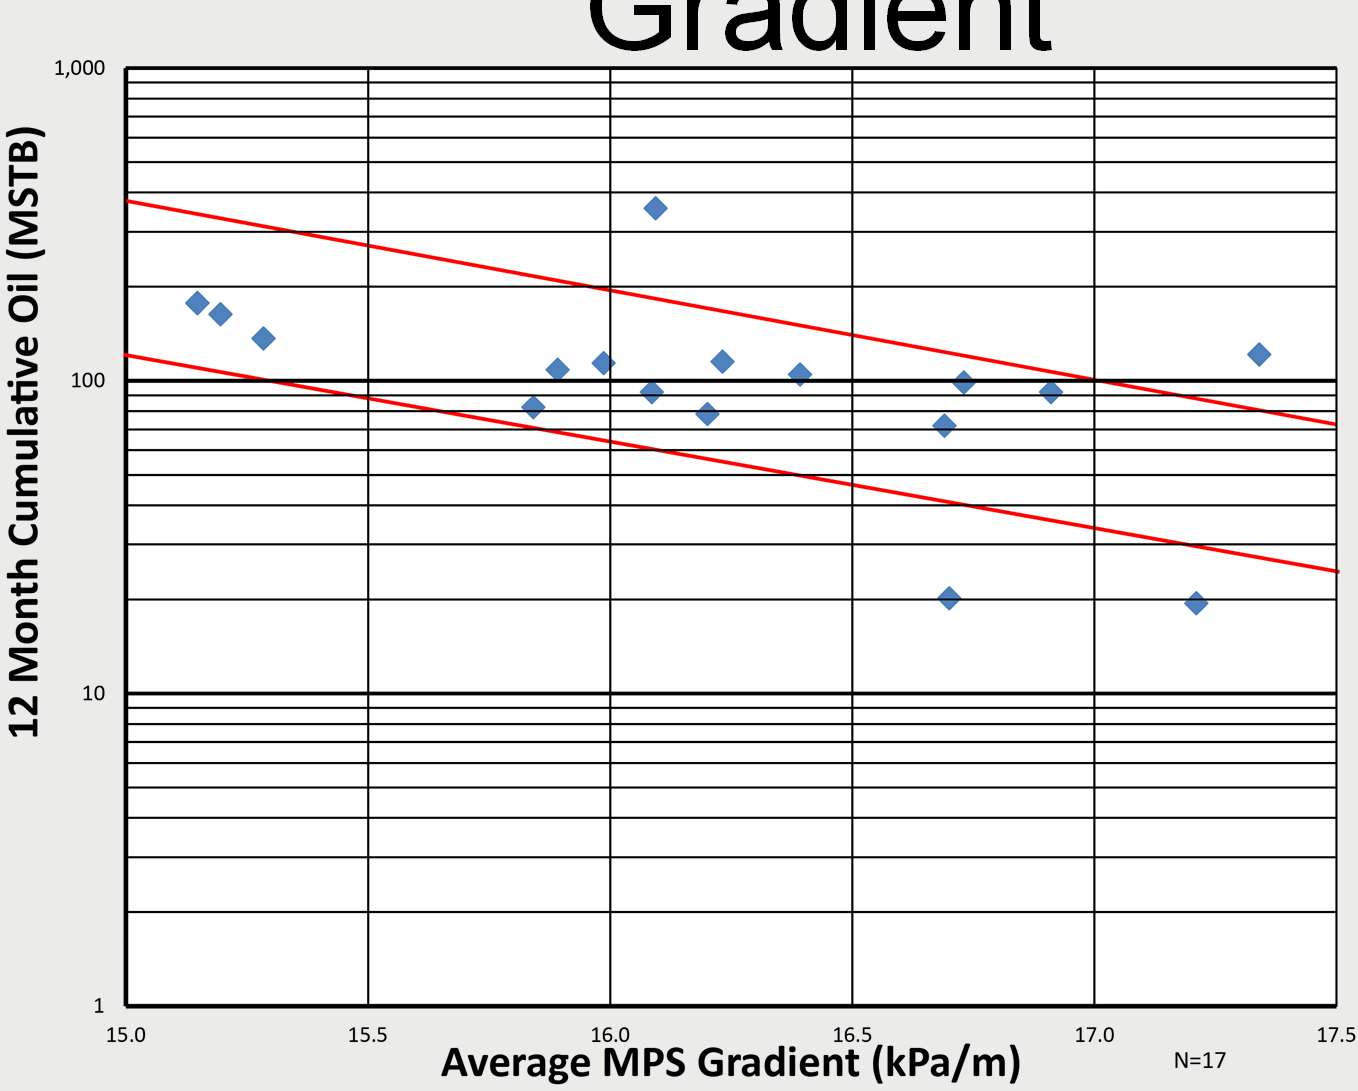 Gradient
12 Month Cumulative Oil (MSTB)
1,000
100
10
1
15.0 15.5 16.0 16.5 17.0 17.5
Average MPS Gradient (kPa/m)
N=17